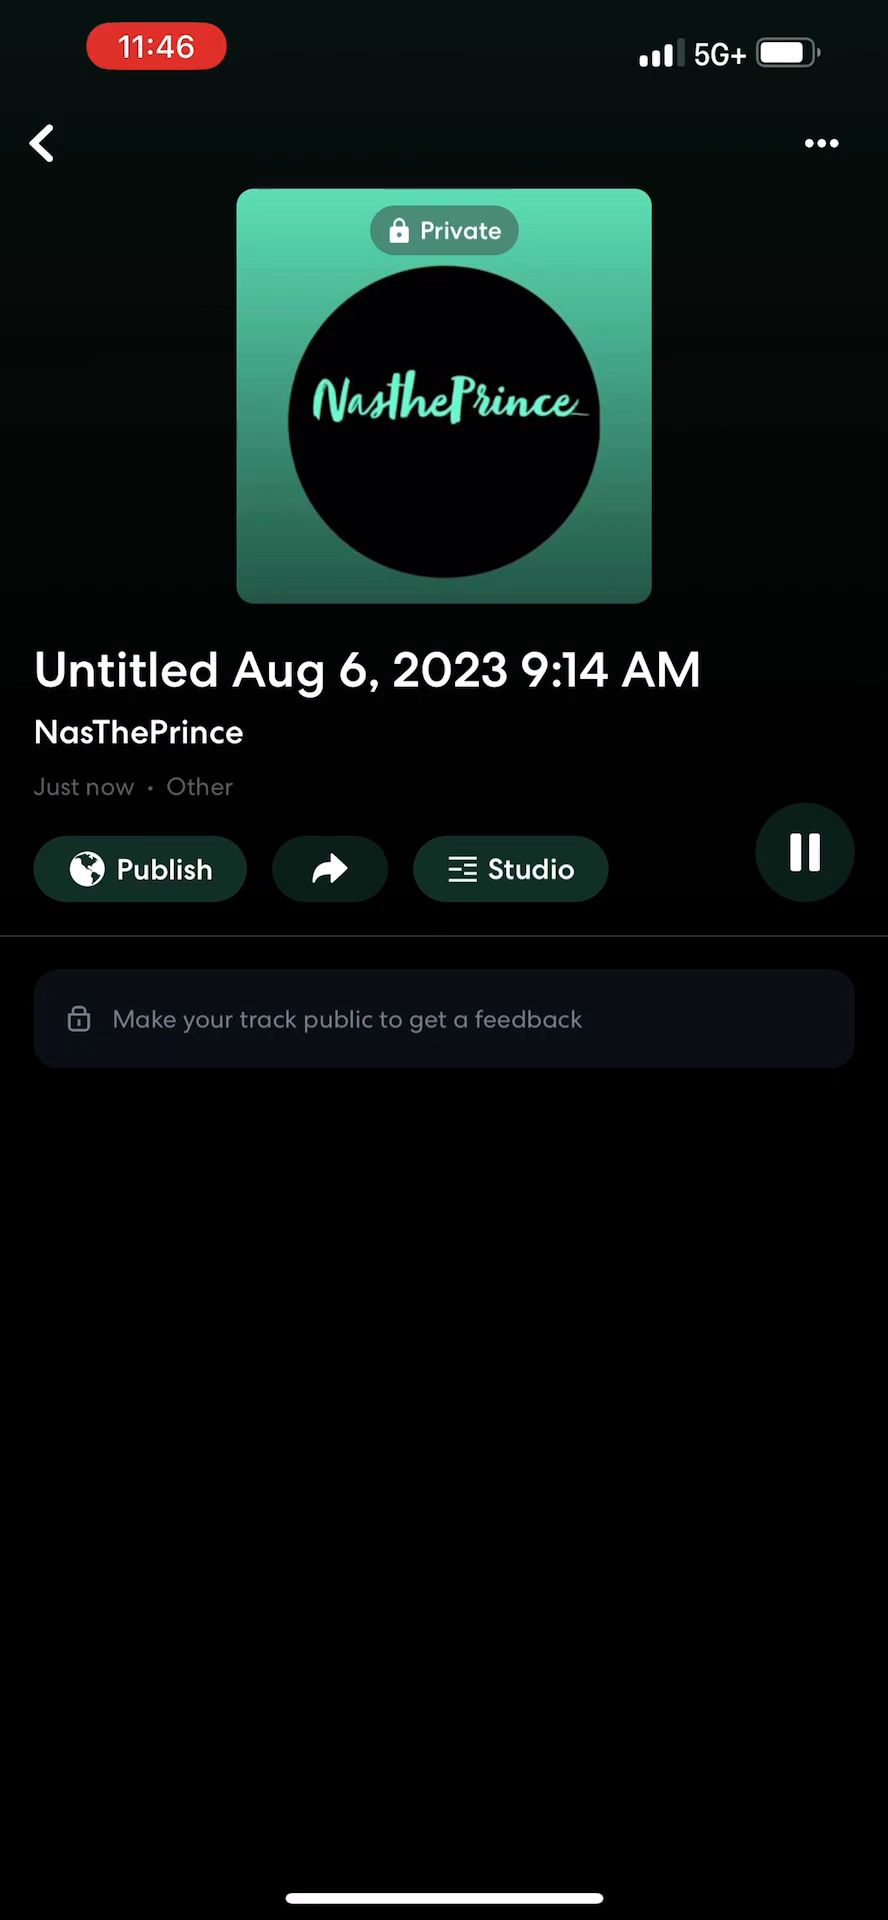 11:46
5G+
Private
NasthePrince
Untitled Aug 6, 2023 9:14 AM
NasThePrince
Just now • Other
Publish
Studio
Make your track public to get a feedback